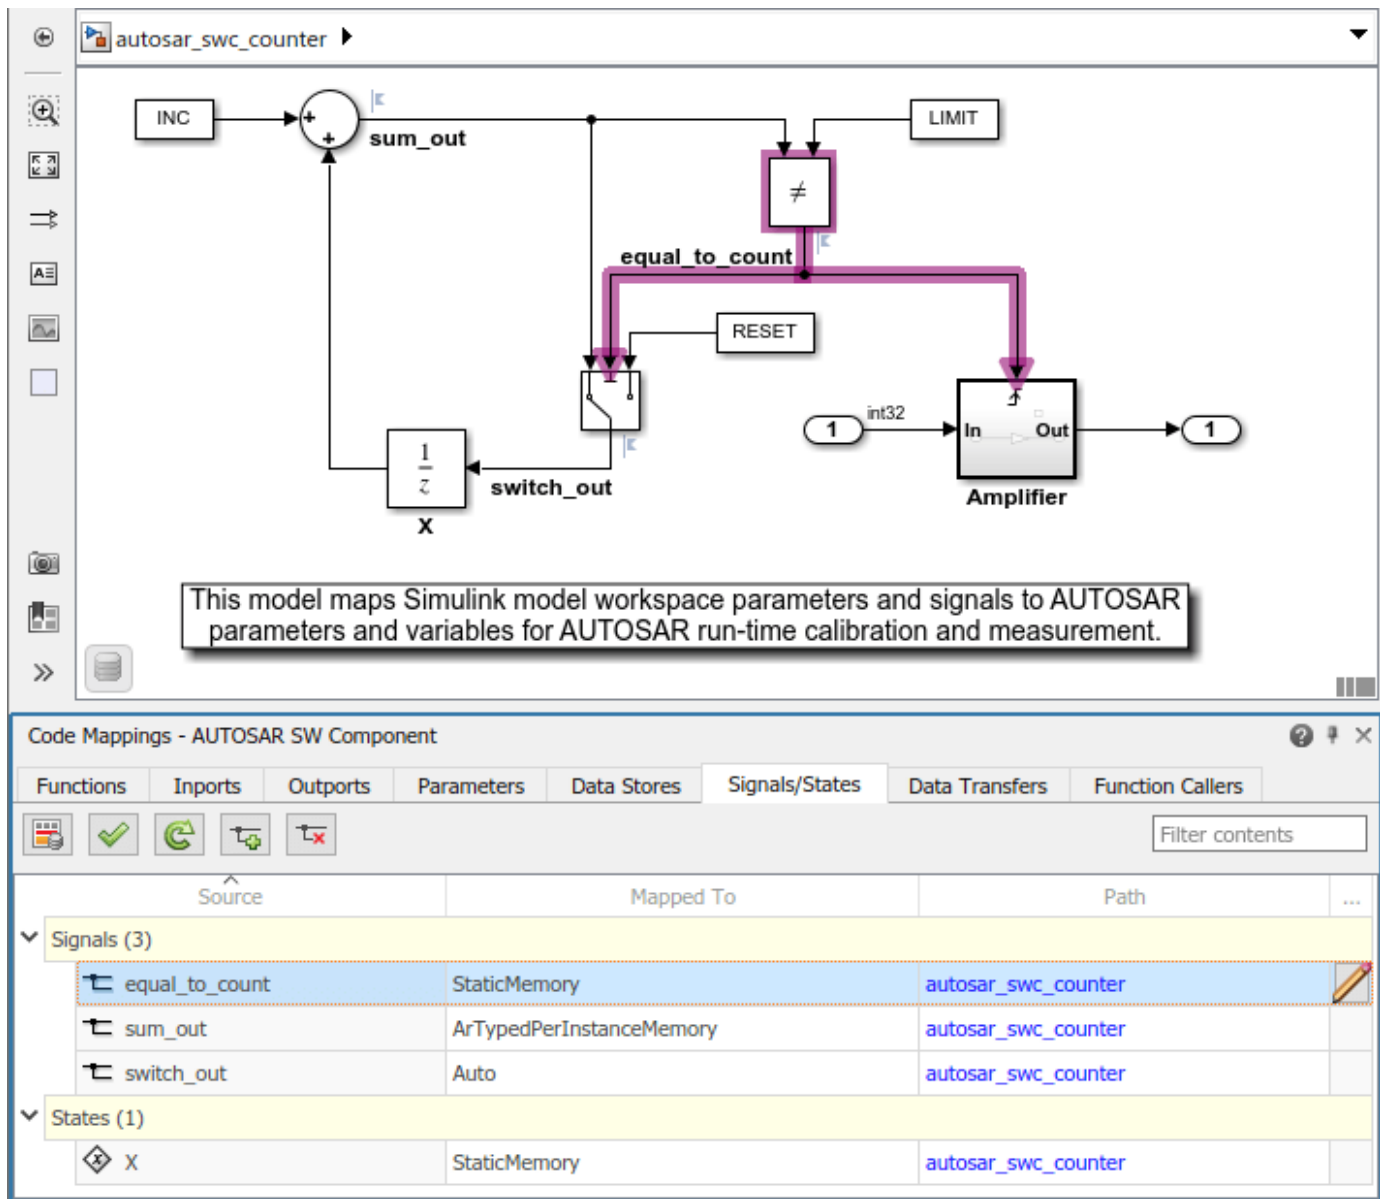 autosar_swc_counter
INC
+
+
sum_out
LIMIT
≠
equal_to_count
RESET
1
int32
In
Out
1
Amplifier
1
z
switch_out
X
This model maps Simulink model workspace parameters and signals to AUTOSAR
parameters and variables for AUTOSAR run-time calibration and measurement.
Code Mappings - AUTOSAR SW Component
Functions Inports Outports Parameters Data Stores Signals/States Data Transfers Function Callers
Filter contents
Source Mapped To Path ...
Signals (3)
equal_to_count StaticMemory autosar_swc_counter
sum_out ArTypedPerInstanceMemory autosar_swc_counter
switch_out Auto autosar_swc_counter
States (1)
X StaticMemory autosar_swc_counter